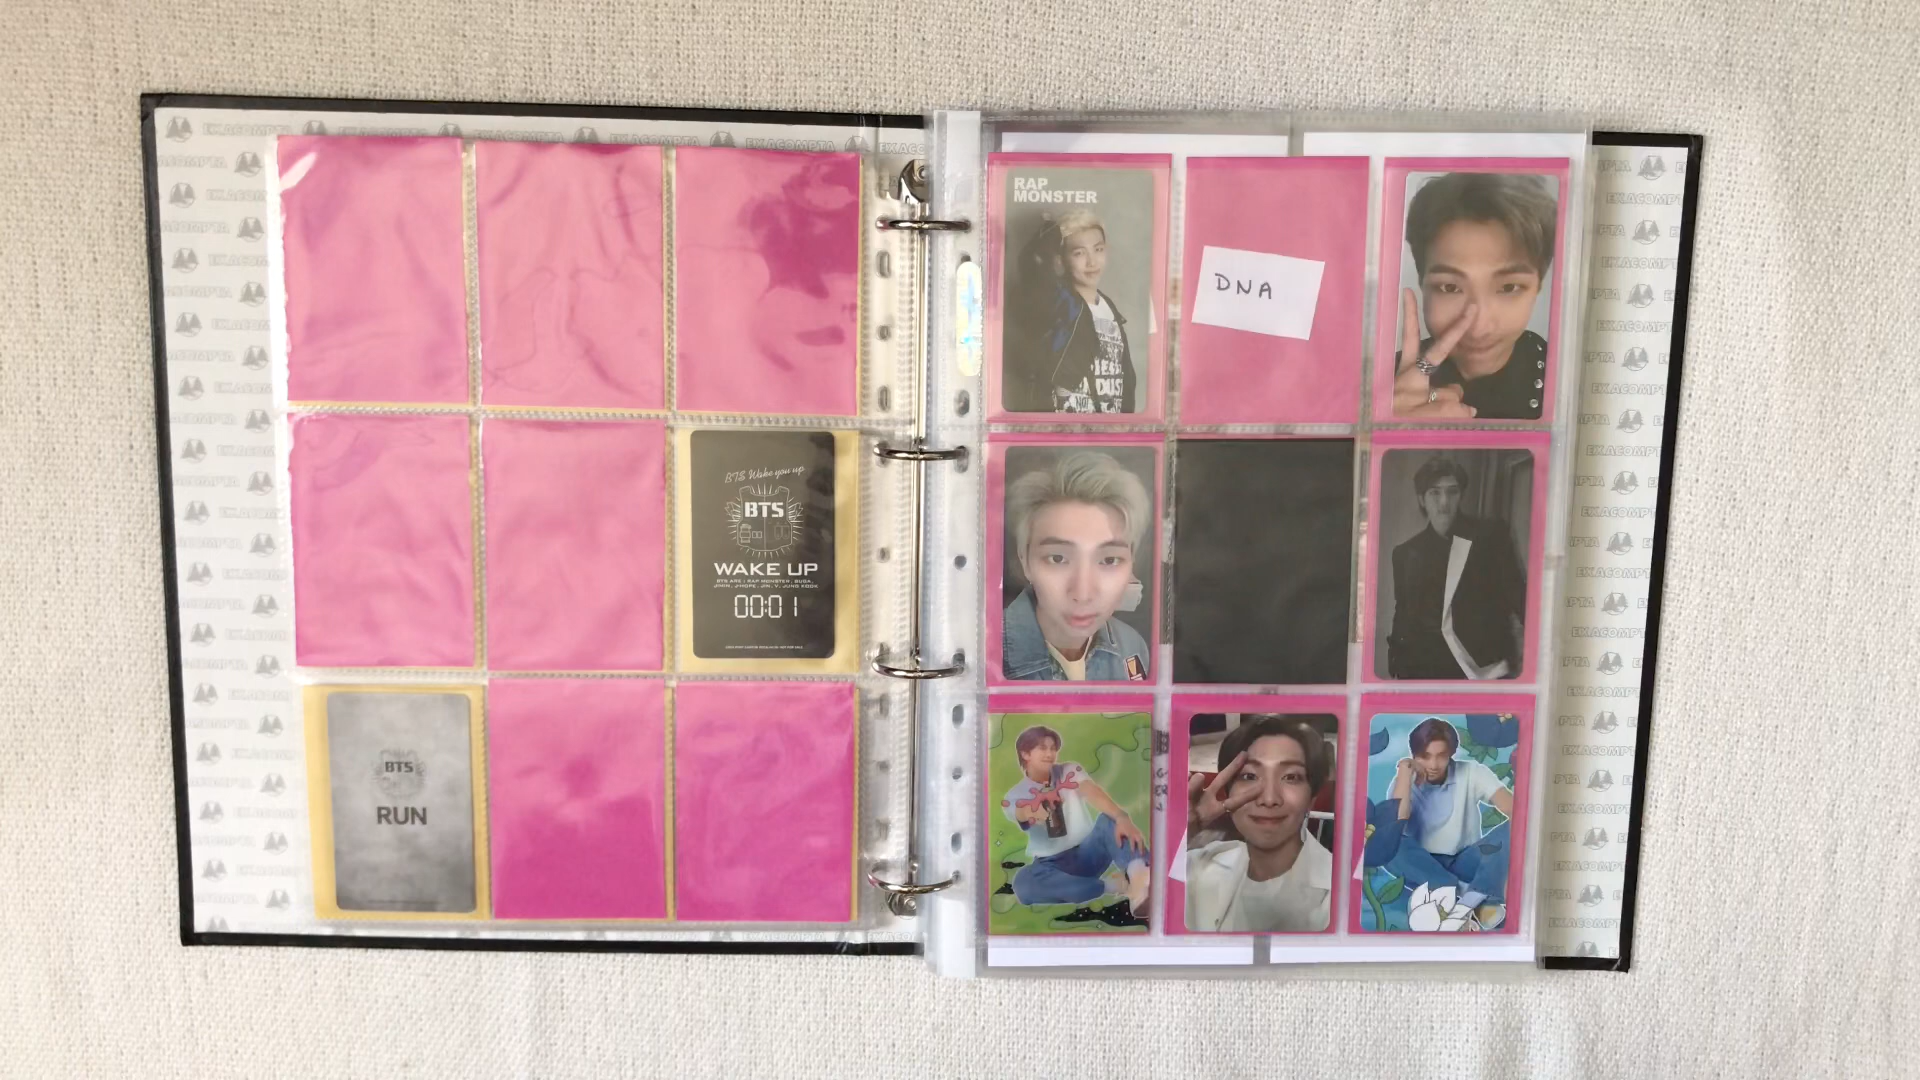 EXACOMPTA
BTS Wake you up
BTS
WAKE UP
BTS ARE : RAP MONSTER, SUGA,
JIMIN, J-HOPE, JIN, V, JUNG KOOK
00:01
BTS
RUN
RAP
MONSTER
DNA